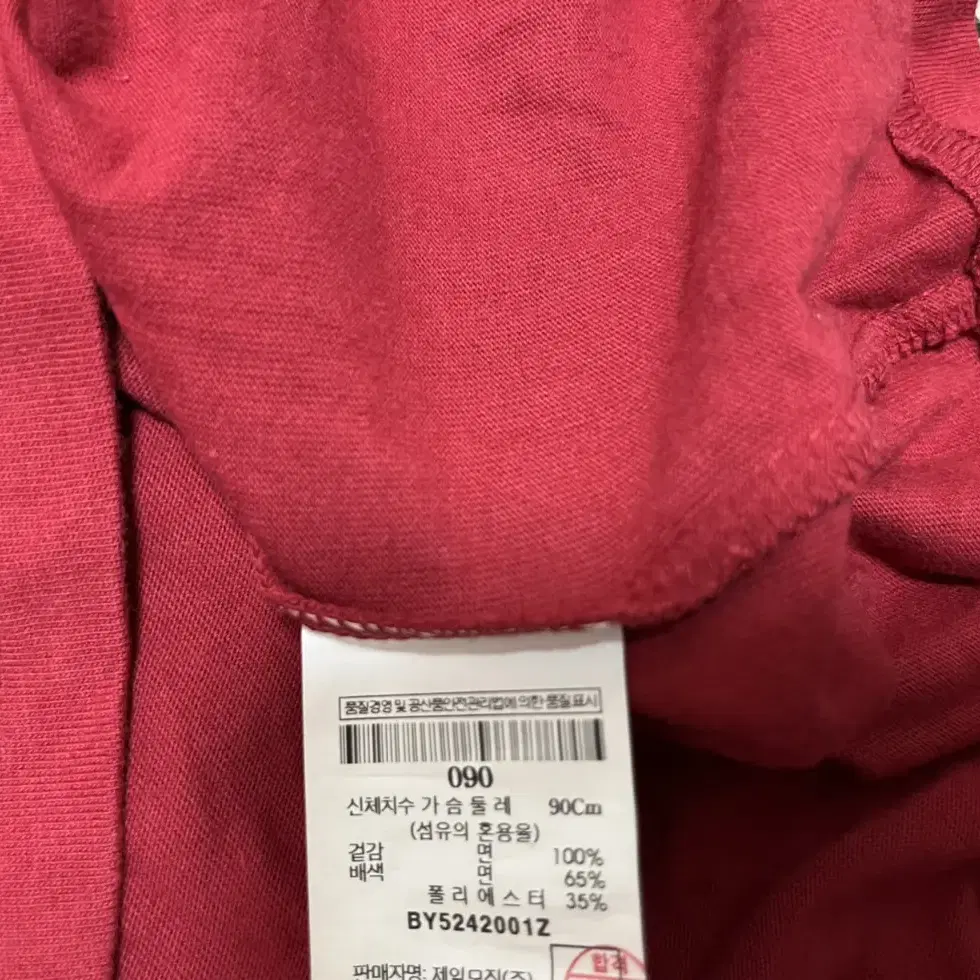 품질경영 및 공산품안전관리법에 의한 품질표시
090
신체치수 가 슴 둘 레 90Cm
(섬유의 혼용율)
겉감 면 100%
배색 면 65%
폴 리 에 스 터 35%
BY5242001Z
판매자명: 제일모직(주)
합격